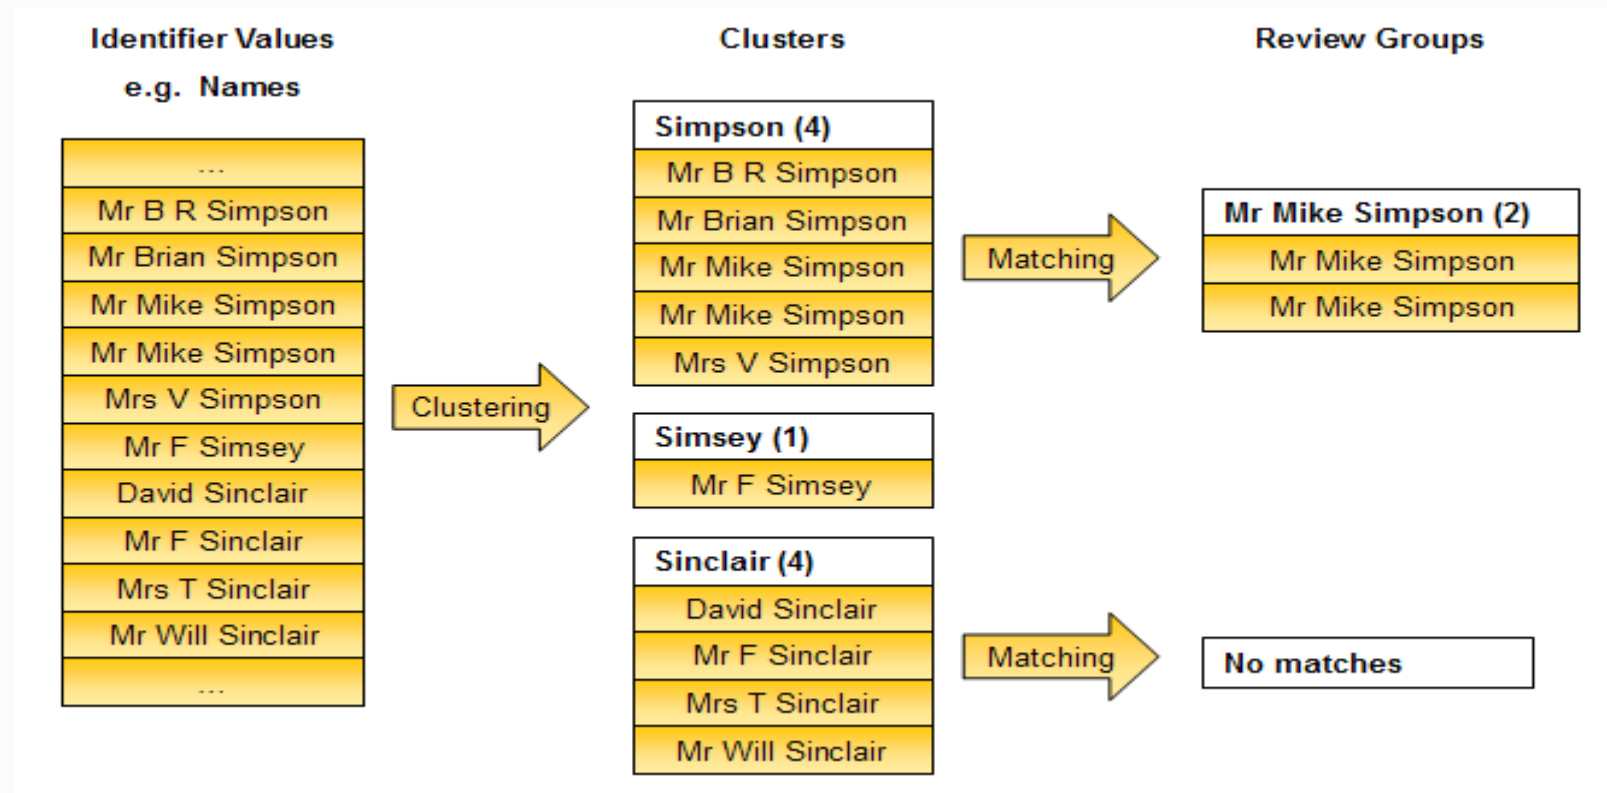 Identifier Values
e.g. Names
...
Mr B R Simpson
Mr Brian Simpson
Mr Mike Simpson
Mr Mike Simpson
Mrs V Simpson
Mr F Simsey
David Sinclair
Mr F Sinclair
Mrs T Sinclair
Mr Will Sinclair
...
Clustering
Clusters
Simpson (4)
Mr B R Simpson
Mr Brian Simpson
Mr Mike Simpson
Mr Mike Simpson
Mrs V Simpson
Simsey (1)
Mr F Simsey
Sinclair (4)
David Sinclair
Mr F Sinclair
Mrs T Sinclair
Mr Will Sinclair
Matching
Matching
Review Groups
Mr Mike Simpson (2)
Mr Mike Simpson
Mr Mike Simpson
No matches